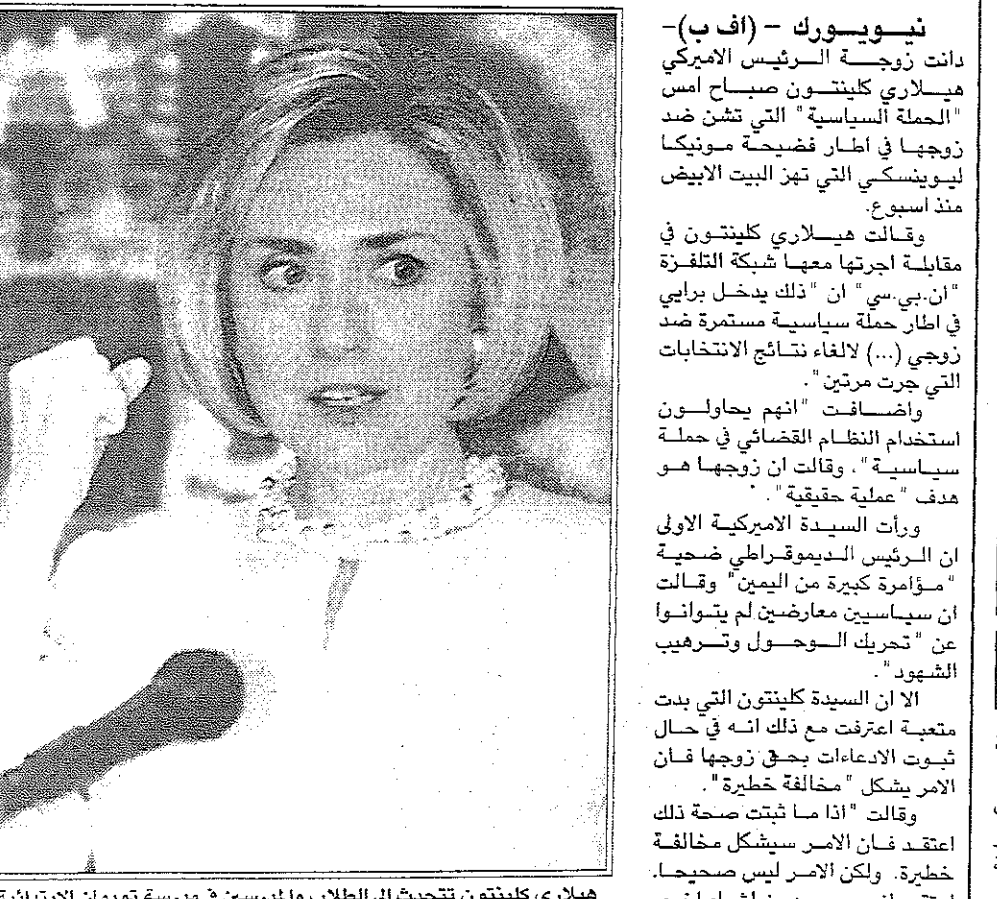 نيـويـورك - (اف ب)-
دانت زوجة الرئيس الاميركي
هيلاري كلينتون صباح امس
"الحملة السياسية" التي تشن ضد
زوجها في اطار فضيحة مونيكا
ليوينسكي التي تهز البيت الابيض
منذ اسبوع.
وقالت هيلاري كلينتون في
مقابلة اجرتها معها شبكة التلفزة
"ان.بي.سي" ان "ذلك يدخل برايي
في اطار حملة سياسية مستمرة ضد
زوجي (...) لالغاء نتائج الانتخابات
التي جرت مرتين".
واضافت "انهم يحاولون
استخدام النظام القضائي في حملة
سياسية"، وقالت ان زوجها هو
هدف "عملية حقيقية".
ورأت السيدة الاميركية الاولى
ان الرئيس الديموقراطي ضحية
"مؤامرة كبيرة من اليمين" وقالت
ان سياسيين معارضين لم يتوانوا
عن "تحريك الوحول وترهيب
الشهود".
الا ان السيدة كلينتون التي بدت
متعبة اعترفت مع ذلك انه في حال
ثبوت الادعاءات بحق زوجها فان
الامر يشكل "مخالفة خطيرة".
وقالت "اذا ما ثبتت صحة ذلك
اعتقد فان الامر سيشكل مخالفة
خطيرة. ولكن الامر ليس صحيحا.
هيلاري كلينتون تتحدث الى الطلاب والمدرسين في مدرسة